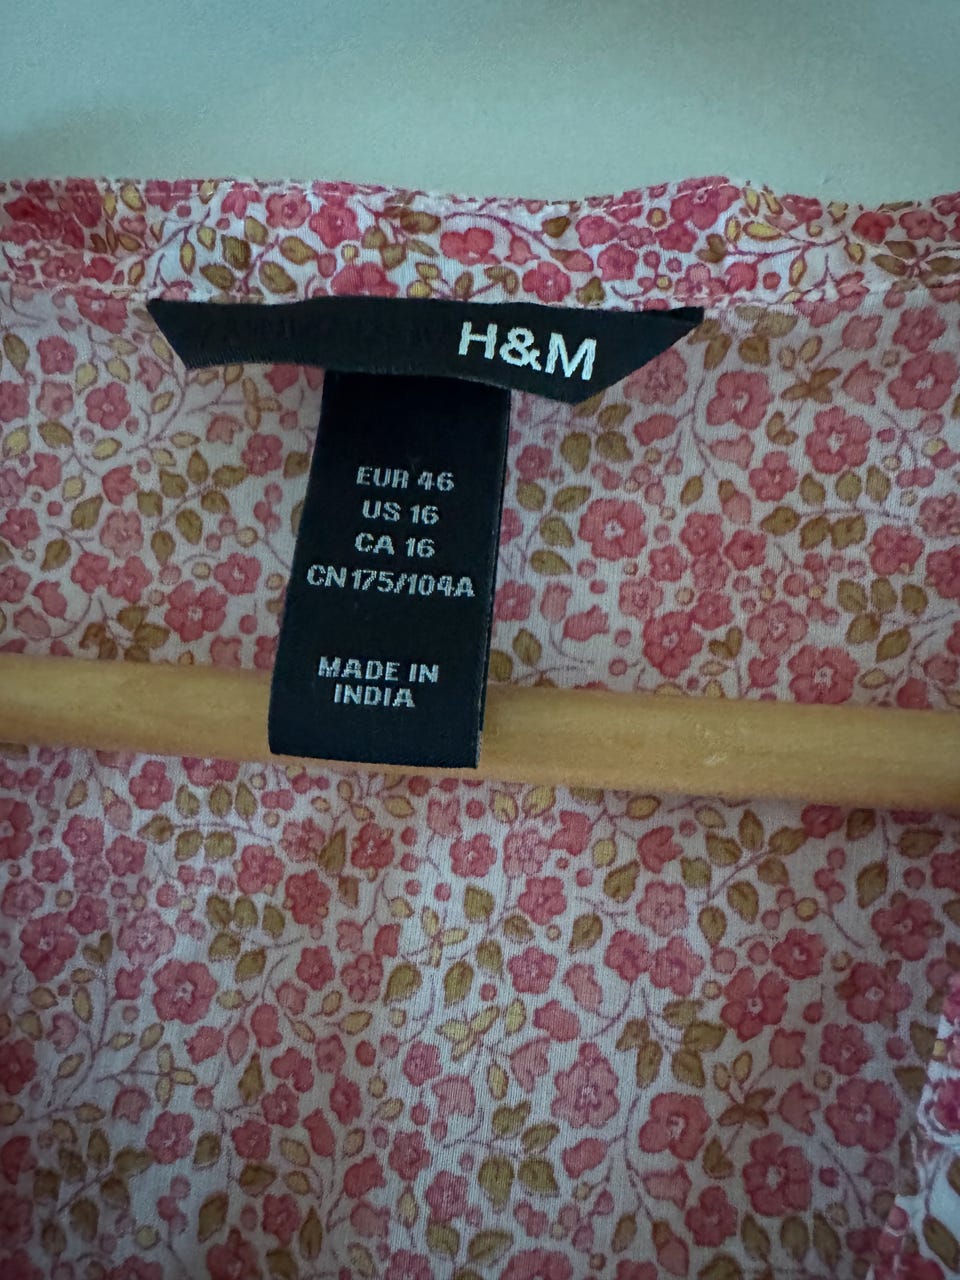 H&M
EUR 46
US 16
CA 16
CN 175/104A
MADE IN
INDIA